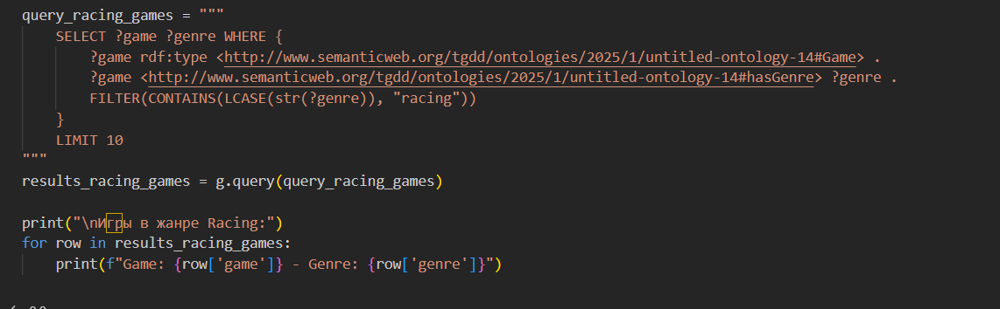 query_racing_games = """
SELECT ?game ?genre WHERE {
?game rdf:type <http://www.semanticweb.org/tgdd/ontologies/2025/1/untitled-ontology-14#Game> .
?game <http://www.semanticweb.org/tgdd/ontologies/2025/1/untitled-ontology-14#hasGenre> ?genre .
FILTER(CONTAINS(LCASE(str(?genre)), "racing"))
}
LIMIT 10
"""
results_racing_games = g.query(query_racing_games)
print("\nИгры в жанре Racing:")
for row in results_racing_games:
print(f"Game: {row['game']} - Genre: {row['genre']}")